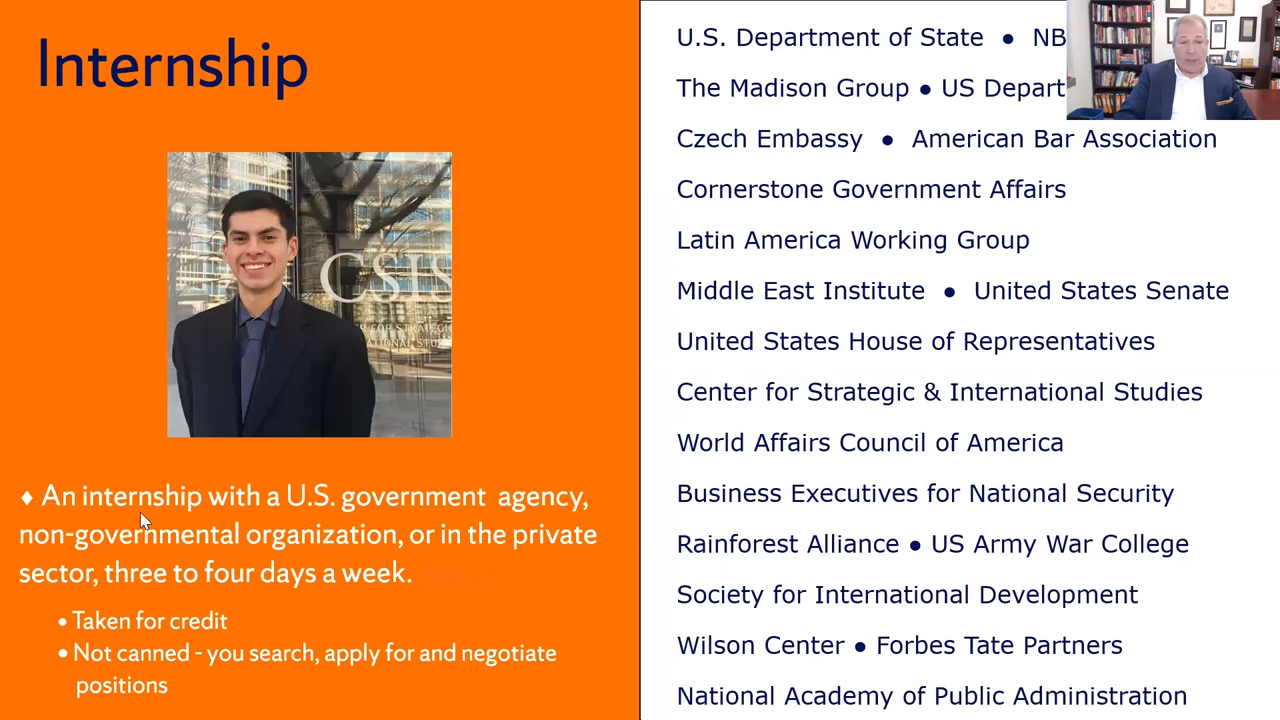 Internship
CSIS
♦ An internship with a U.S. government agency,
non-governmental organization, or in the private
sector, three to four days a week.
• Taken for credit
• Not canned - you search, apply for and negotiate
positions
U.S. Department of State ● NB
The Madison Group ● US Depart
Czech Embassy ● American Bar Association
Cornerstone Government Affairs
Latin America Working Group
Middle East Institute ● United States Senate
United States House of Representatives
Center for Strategic & International Studies
World Affairs Council of America
Business Executives for National Security
Rainforest Alliance ● US Army War College
Society for International Development
Wilson Center ● Forbes Tate Partners
National Academy of Public Administration